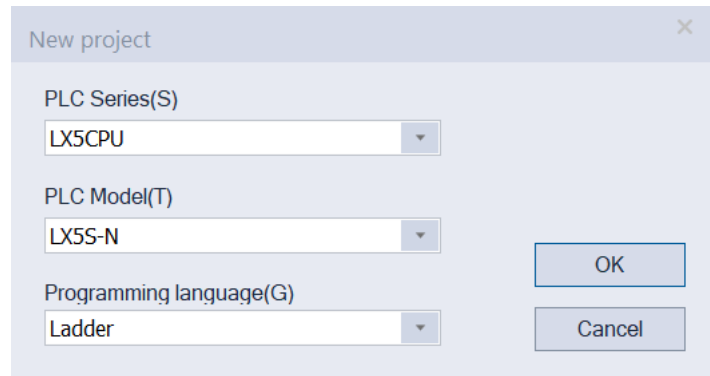 New project
PLC Series(S)
LX5CPU
PLC Model(T)
LX5S-N
OK
Programming language(G)
Ladder
Cancel